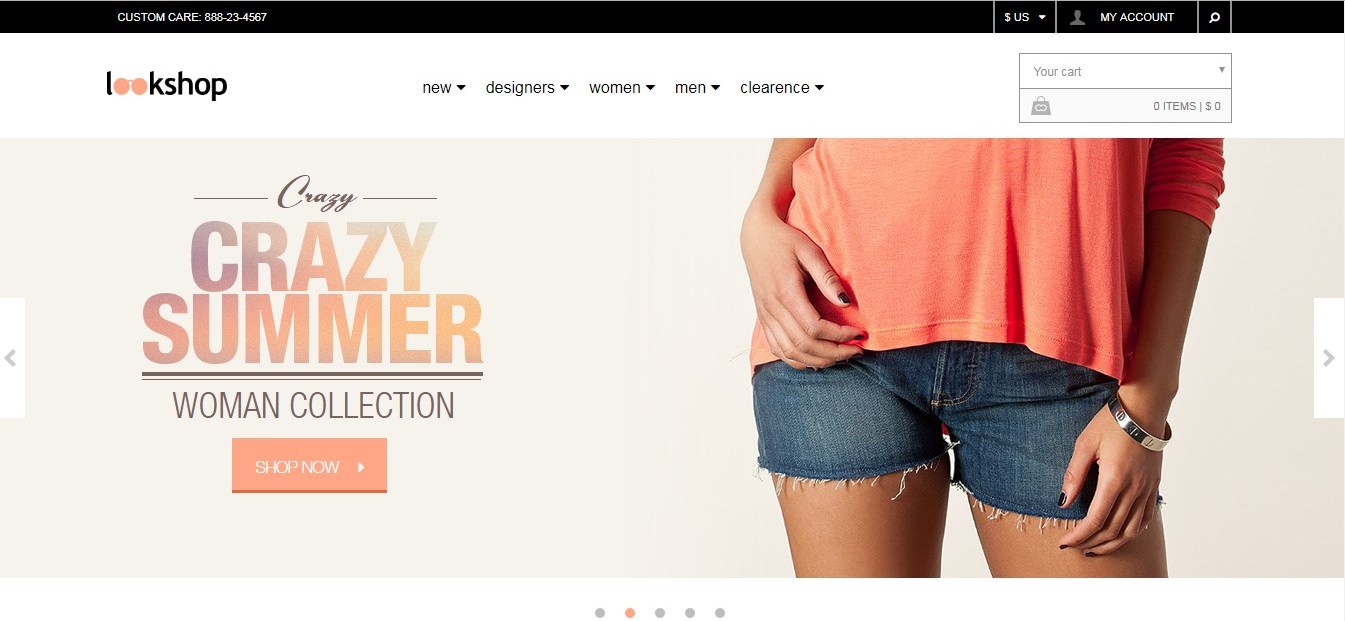 CUSTOM CARE: 888-23-4567
$ US
MY ACCOUNT
lookshop
new
designers
women
men
clearence
Your cart
0 ITEMS | $ 0
Crazy
CRAZY
SUMMER
WOMAN COLLECTION
SHOP NOW